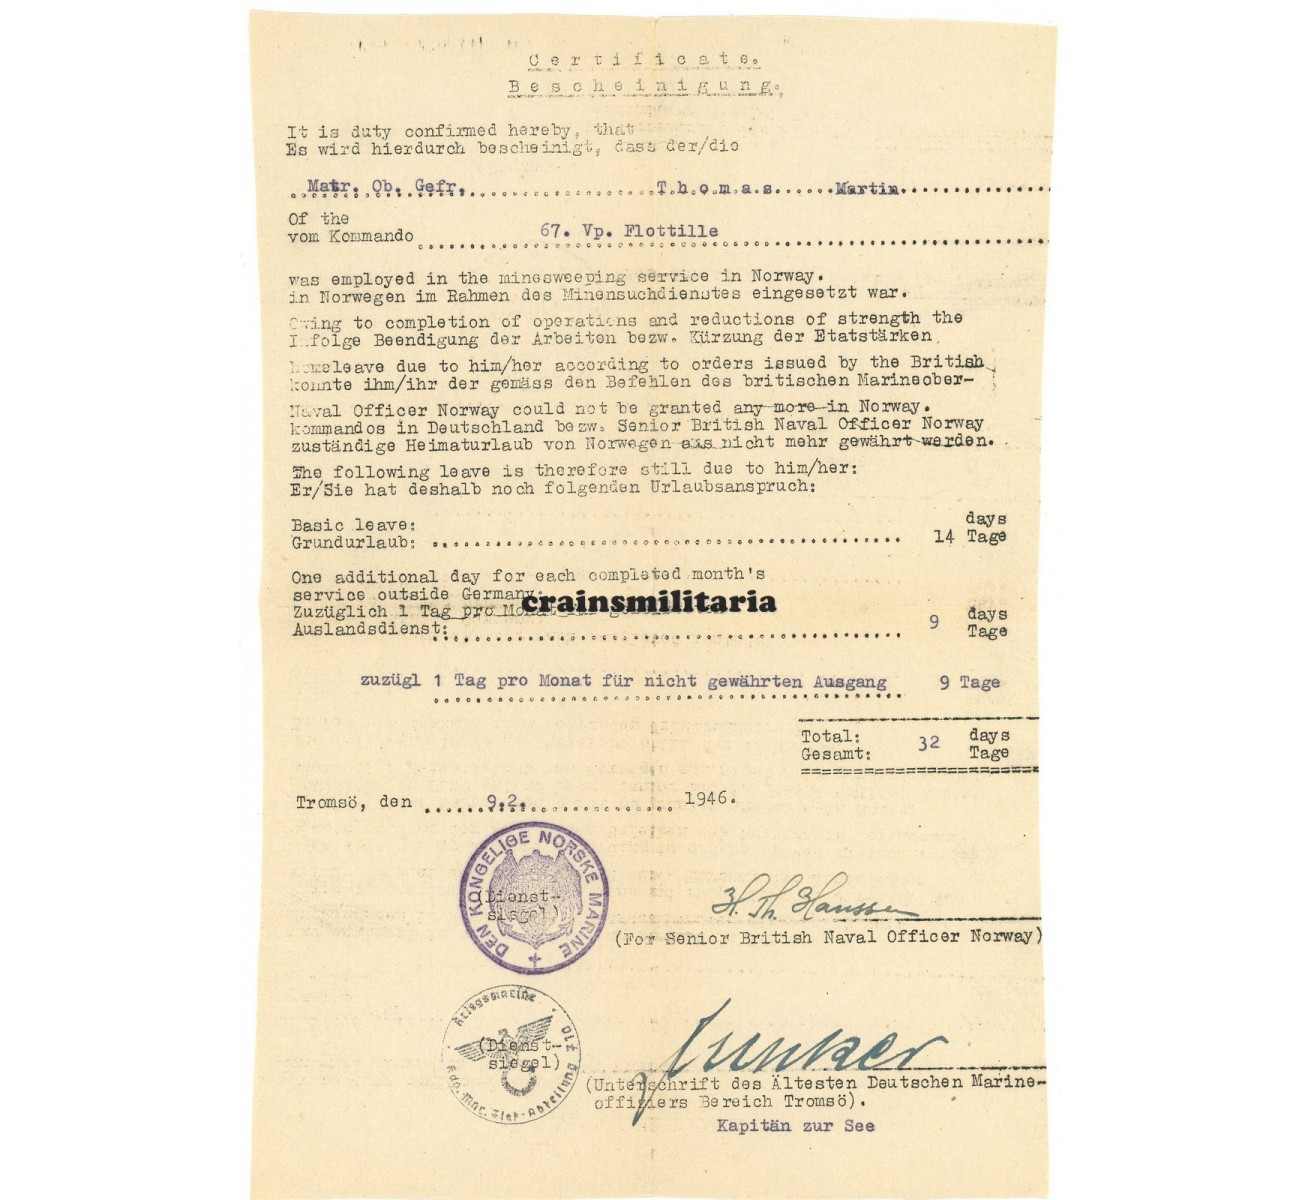 Certificate.
Bescheinigung.
It is duty confirmed hereby, that
Es wird hierdurch bescheinigt, dass der/die
Matr. Ob. Gefr. Thomas Martin
Of the
vom Kommando 67. Vp. Flottille
was employed in the minesweeping service in Norway.
in Norwegen im Rahmen des Minensuchdienstes eingesetzt war.
Owing to completion of operations and reductions of strength the
Infolge Beendigung der Arbeiten bezw. Kürzung der Etatstärken
homeleave due to him/her according to orders issued by the British
konnte ihm/ihr der gemäss den Befehlen des britischen Marineober-
Naval Officer Norway could not be granted any more in Norway.
kommandos in Deutschland bezw. Senior British Naval Officer Norway
zuständige Heimaturlaub von Norwegen aus nicht mehr gewährt werden.
The following leave is therefore still due to him/her:
Er/Sie hat deshalb noch folgenden Urlaubsanspruch:
Basic leave: days
Grundurlaub: 14 Tage
One additional day for each completed month's
service outside Germany:
Zuzüglich 1 Tag pro Monat
crainsmilitaria
days
Auslandsdienst: 9 Tage
zuzügl 1 Tag pro Monat für nicht gewährten Ausgang 9 Tage
Total: days
Gesamt: 32 Tage
Tromsö, den 9.2. 1946.
DEN KONGELIGE NORSKE MARINE
(Dienst-
siegel)
H. Th. Hanssen
(For Senior British Naval Officer Norway)
Kriegsmarine
(Dienst-
siegel)
Junker
(Unterschrift des Ältesten Deutschen Marine-
offiziers Bereich Tromsö).
Kapitän zur See